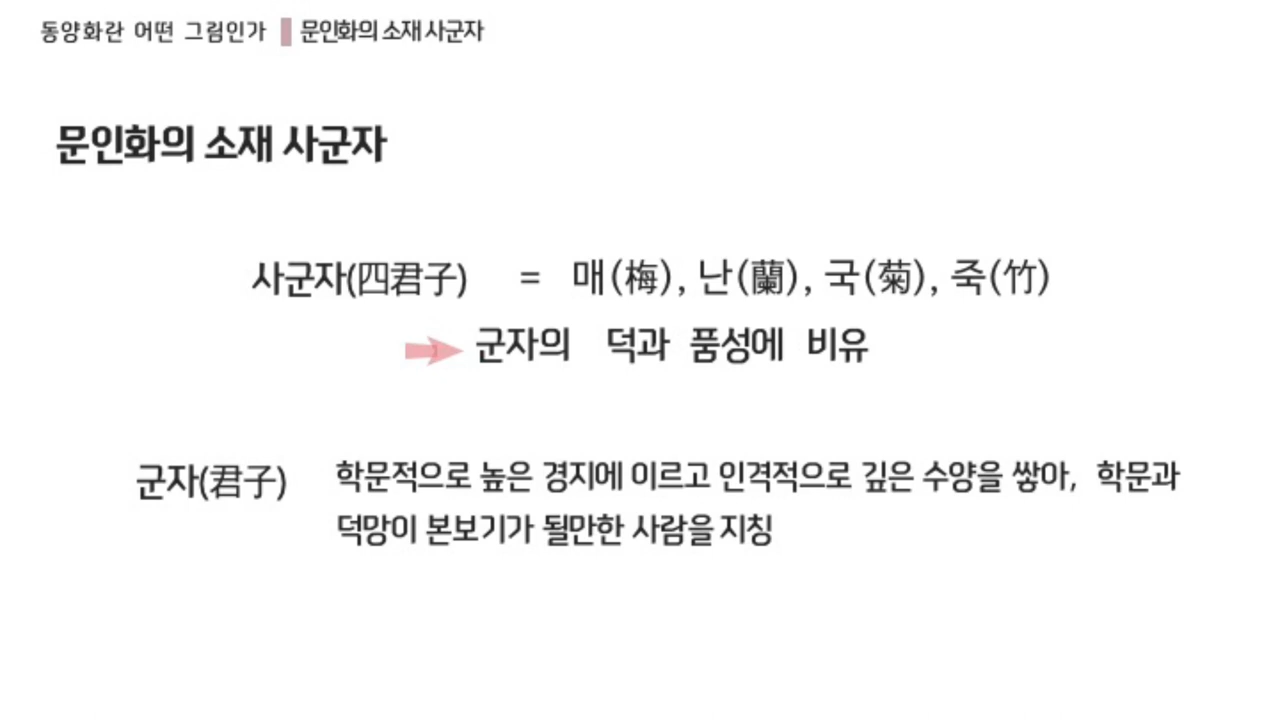 동양화란 어떤 그림인가 문인화의 소재 사군자
문인화의 소재 사군자
사군자(四君子) = 매(梅), 난(蘭), 국(菊), 죽(竹)
군자의 덕과 품성에 비유
군자(君子) 학문적으로 높은 경지에 이르고 인격적으로 깊은 수양을 쌓아, 학문과
덕망이 본보기가 될만한 사람을 지칭